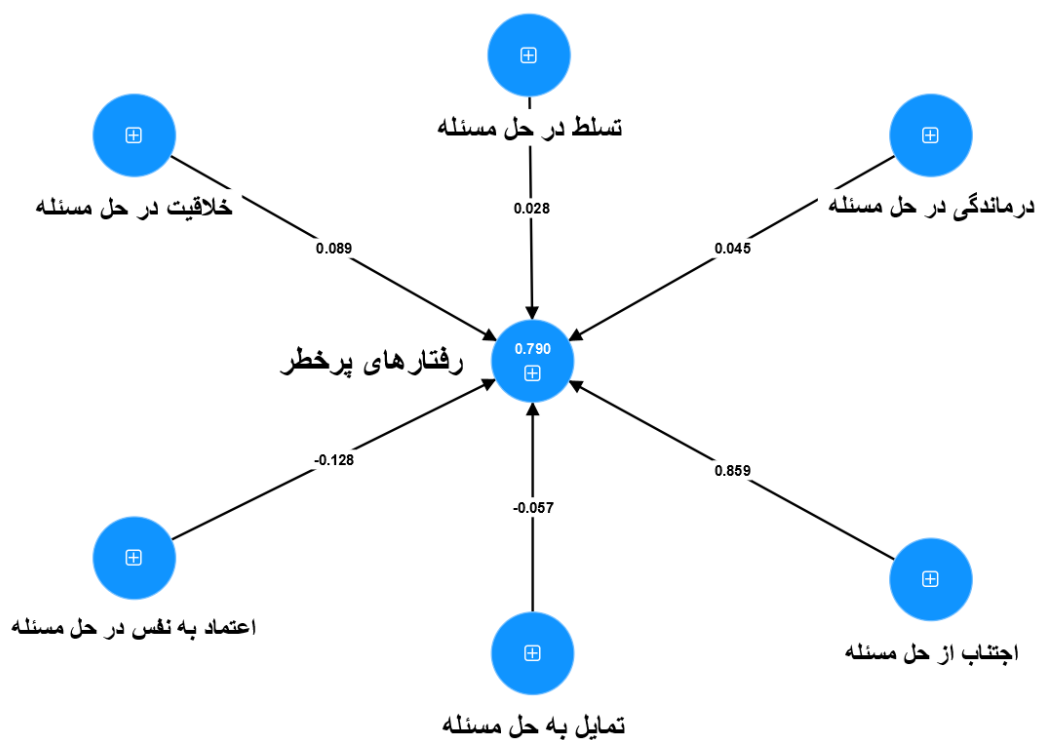 تسلط در حل مسئله
خلاقیت در حل مسئله
درماندگی در حل مسئله
0.028
0.089
0.045
0.790
رفتارهای پرخطر
-0.128
0.859
-0.057
اعتماد به نفس در حل مسئله
اجتناب از حل مسئله
تمایل به حل مسئله